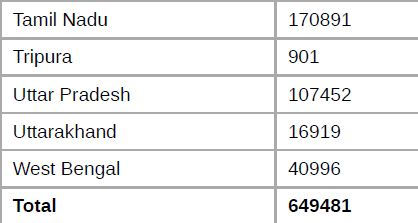 Tamil Nadu 170891
Tripura 901
Uttar Pradesh 107452
Uttarakhand 16919
West Bengal 40996
Total 649481